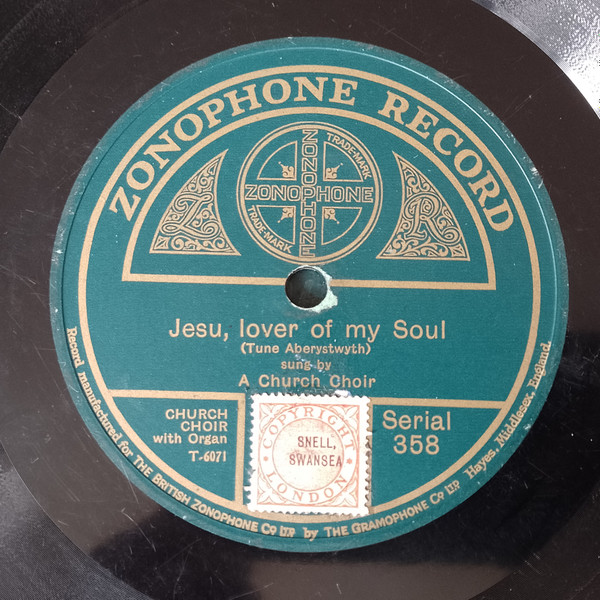 ZONOPHONE RECORD
TRADE-MARK
ZONOPHONE
ZONOPHONE
TRADE-MARK
Z
R
Jesu, lover of my Soul
(Tune Aberystwyth)
sung by
A Church Choir
CHURCH
CHOIR
with Organ
T-6071
COPYRIGHT
SNELL,
SWANSEA
LONDON
Serial
358
Record manufactured for THE BRITISH ZONOPHONE Co LTD by THE GRAMOPHONE Co LTD Hayes, Middlesex, England.